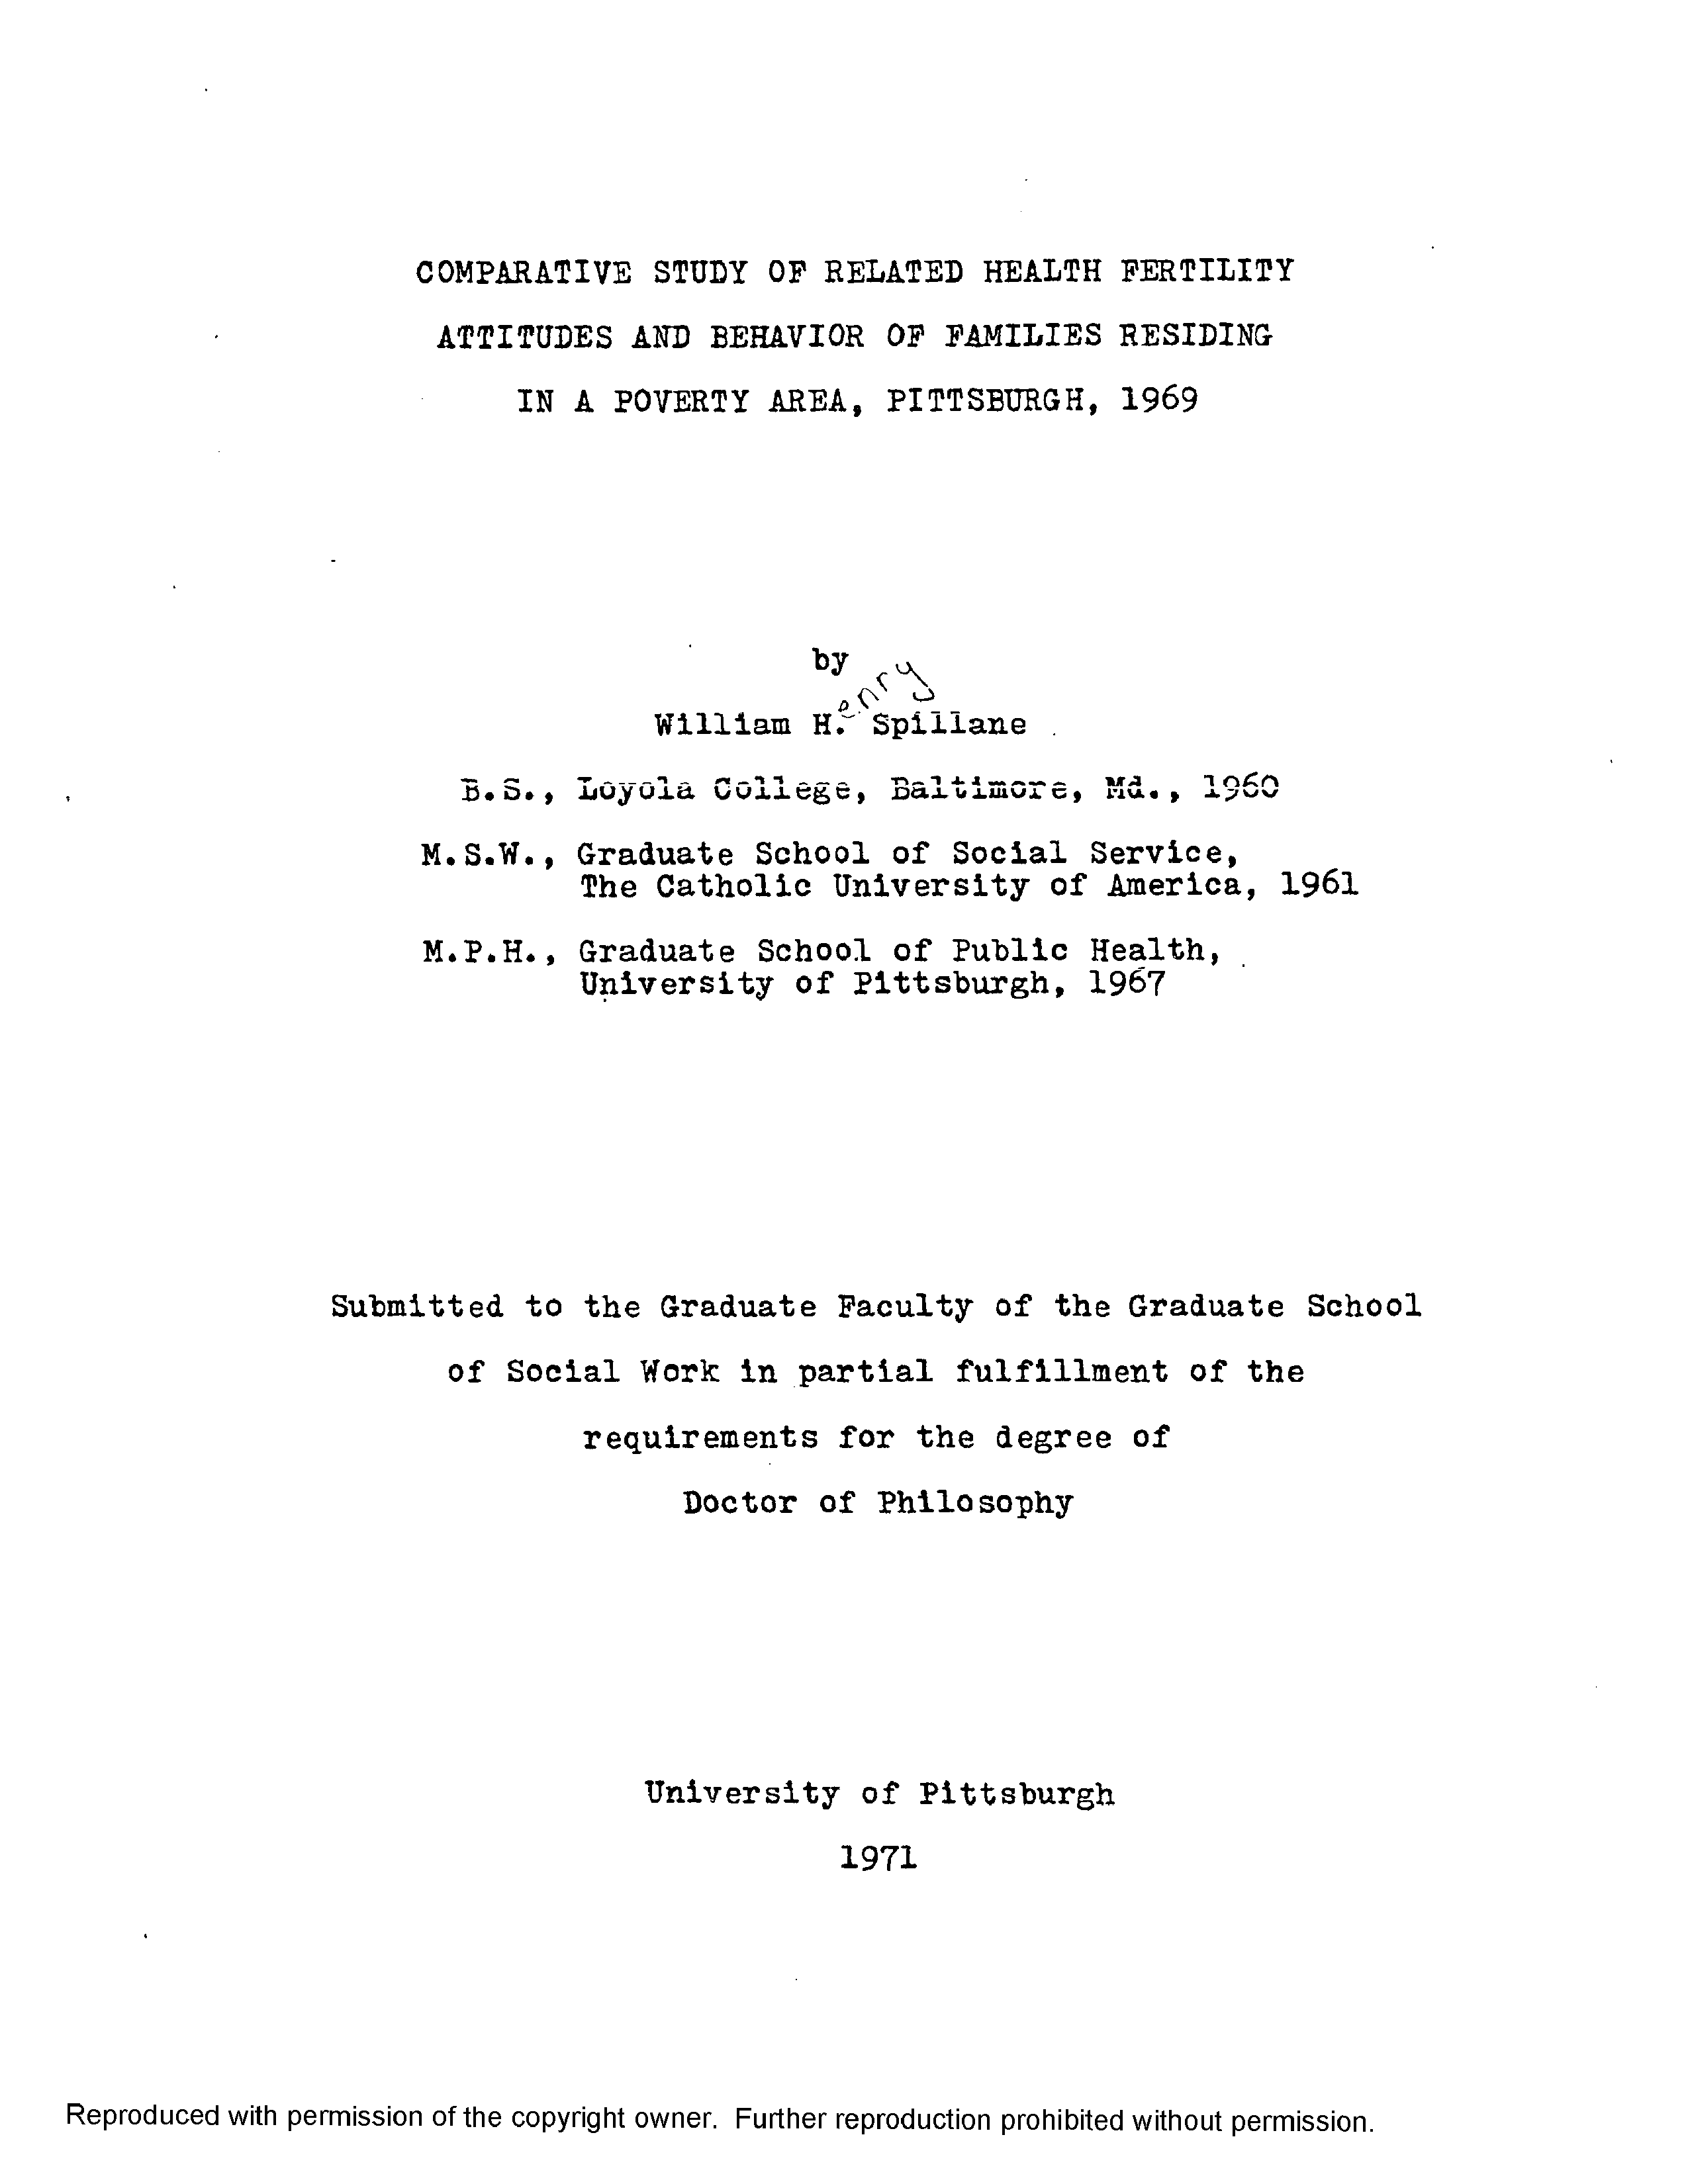 COMPARATIVE STUDY OF RELATED HEALTH FERTILITY
ATTITUDES AND BEHAVIOR OF FAMILIES RESIDING
IN A POVERTY AREA, PITTSBURGH, 1969
by
enry
William H. Spillane
B.S., Loyola College, Baltimore, Md., 1960
M.S.W., Graduate School of Social Service,
The Catholic University of America, 1961
M.P.H., Graduate School of Public Health,
University of Pittsburgh, 1967
Submitted to the Graduate Faculty of the Graduate School
of Social Work in partial fulfillment of the
requirements for the degree of
Doctor of Philosophy
University of Pittsburgh
1971
Reproduced with permission of the copyright owner. Further reproduction prohibited without permission.